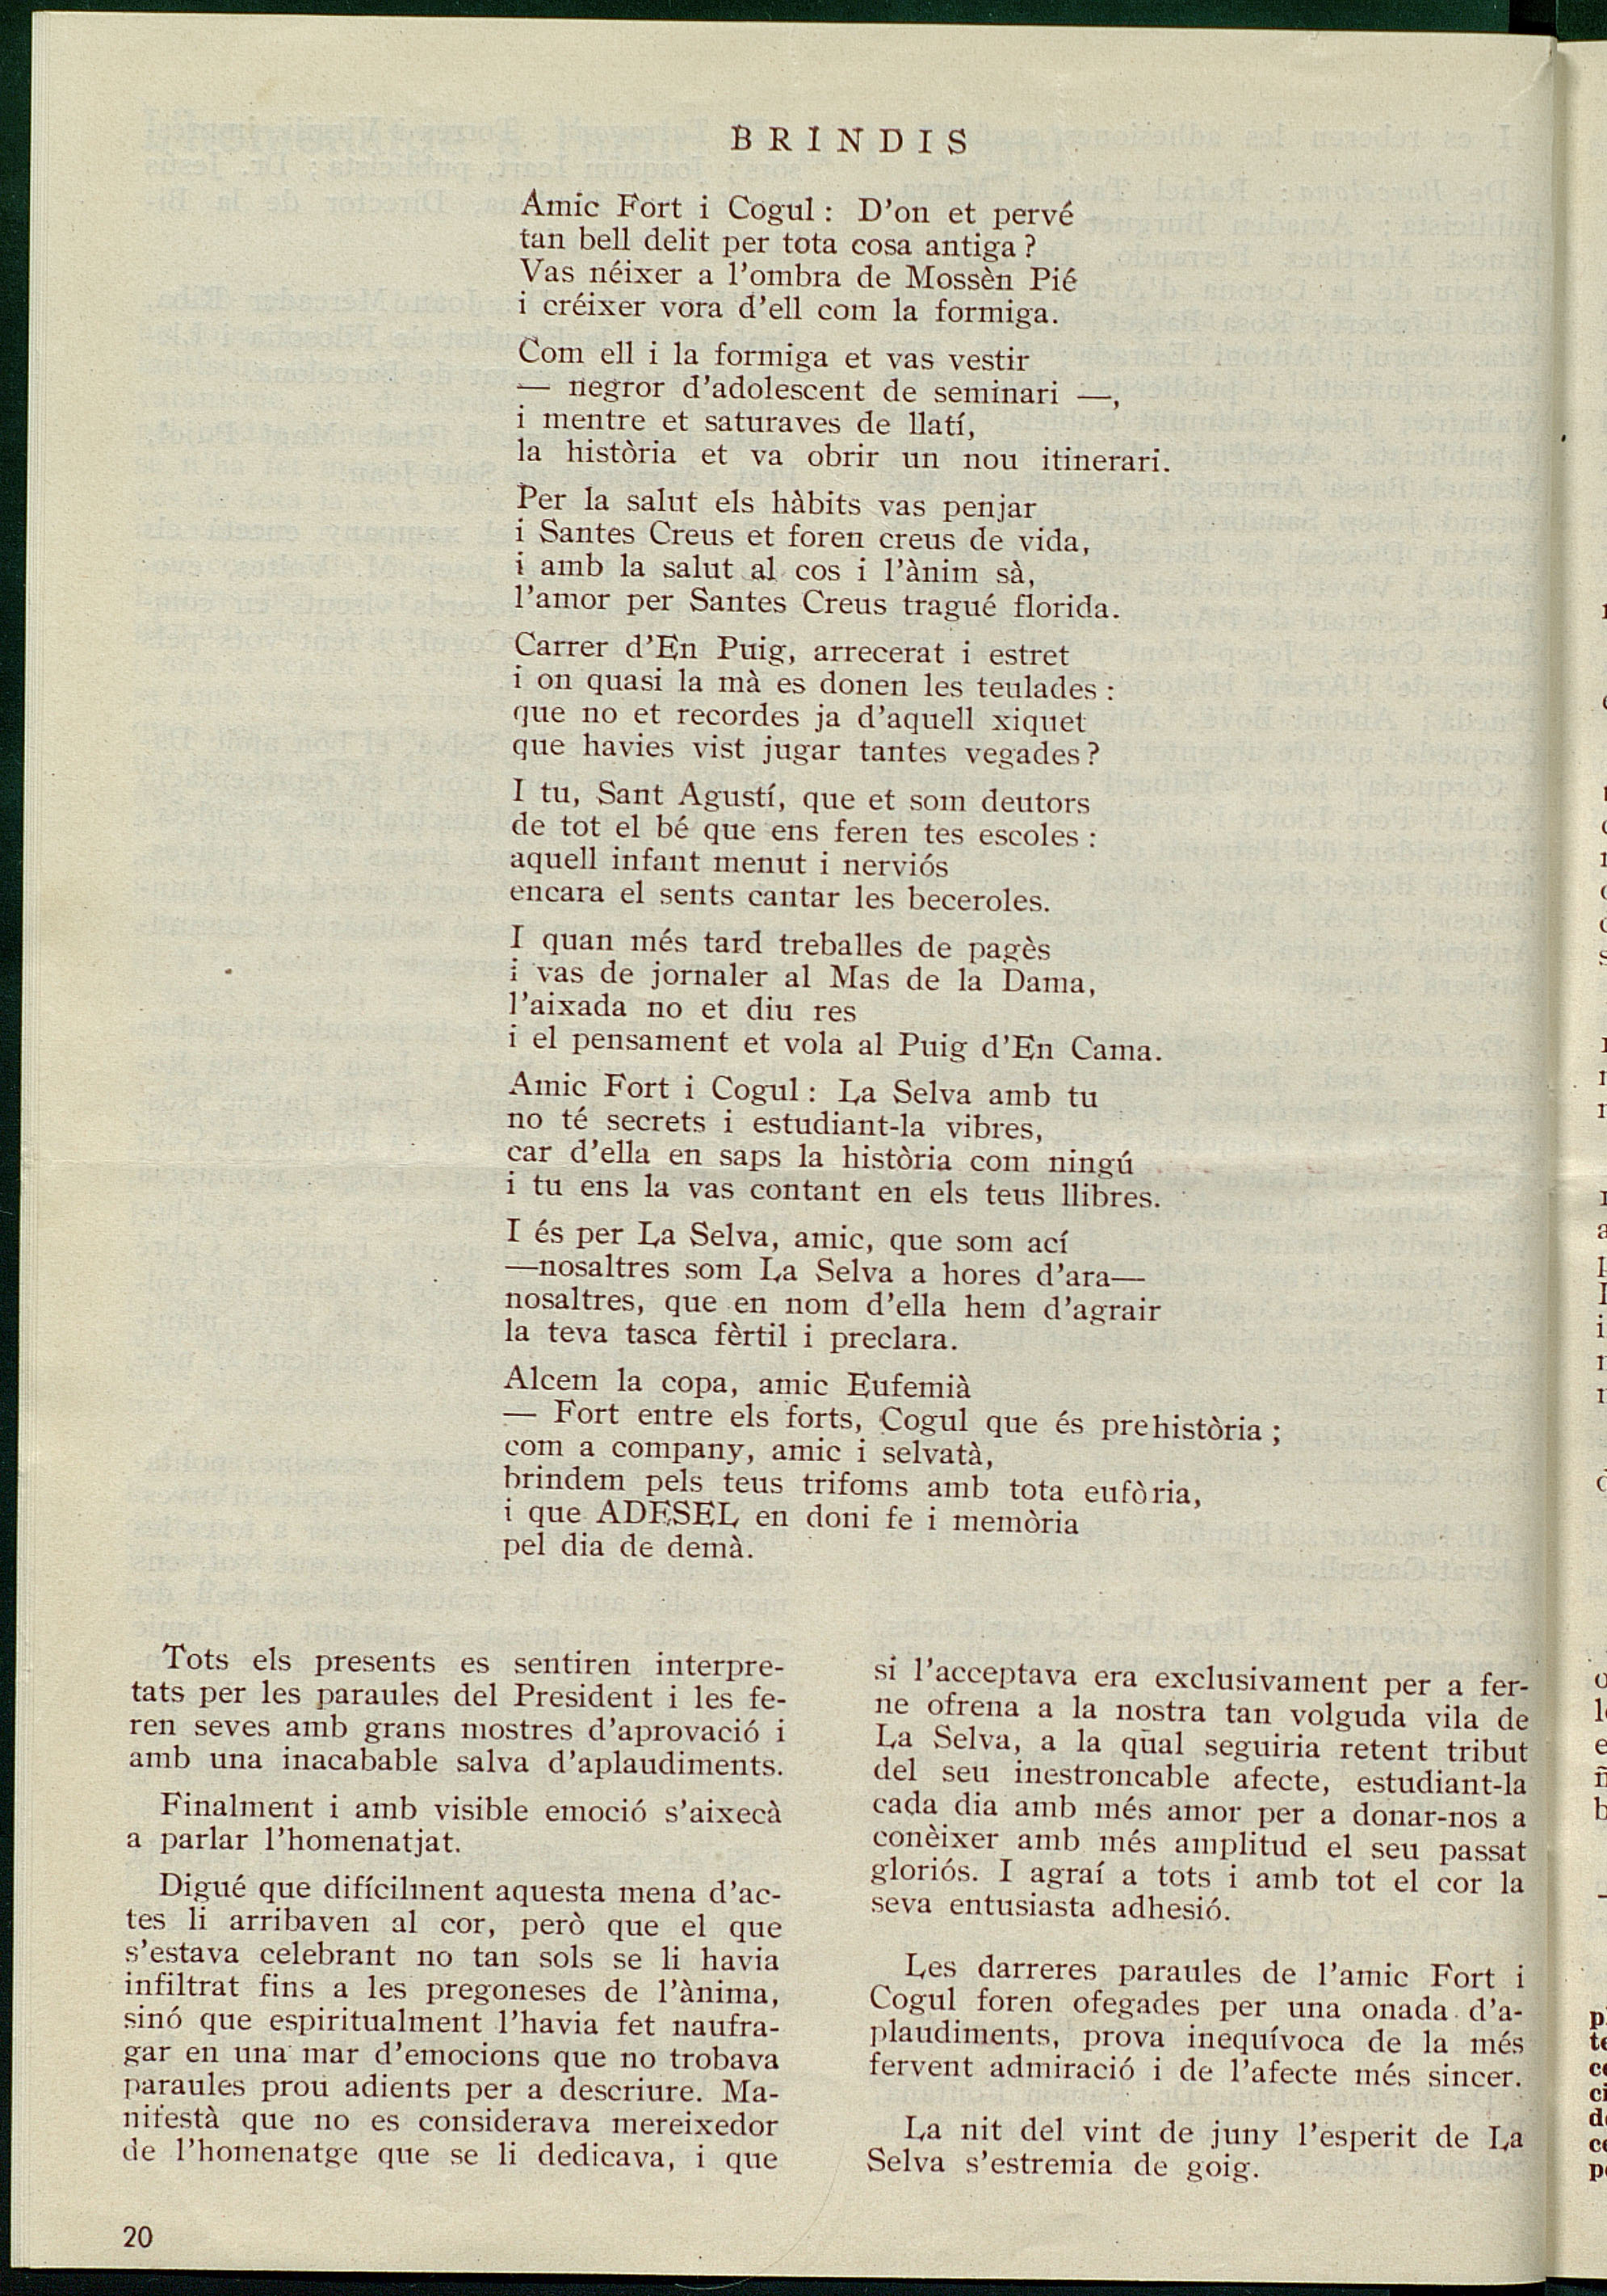 BRINDIS
Amic Fort i Cogul : D'on et pervé
tan bell delit per tota cosa antiga ?
Vas néixer a l'ombra de Mossèn Pié
i créixer vora d'ell com la formiga.
Com ell i la formiga et vas vestir
— negror d'adolescent de seminari —,
i mentre et saturaves de llatí,
la història et va obrir un nou itinerari.
Per la salut els hàbits vas penjar
i Santes Creus et foren creus de vida,
i amb la salut al cos i l'ànim sà,
l'amor per Santes Creus tragué florida.
Carrer d'En Puig, arrecerat i estret
i on quasi la mà es donen les teulades :
que no et recordes ja d'aquell xiquet
que havies vist jugar tantes vegades ?
I tu, Sant Agustí, que et som deutors
de tot el bé que ens feren tes escoles :
aquell infant menut i nerviós
encara el sents cantar les beceroles.
I quan més tard treballes de pagès
i vas de jornaler al Mas de la Dama,
l'aixada no et diu res
i el pensament et vola al Puig d'En Cama.
Amic Fort i Cogul : La Selva amb tu
no té secrets i estudiant-la vibres,
car d'ella en saps la història com ningú
i tu ens la vas contant en els teus llibres.
I és per La Selva, amic, que som ací
—nosaltres som La Selva a hores d'ara—
nosaltres, que en nom d'ella hem d'agrair
la teva tasca fèrtil i preclara.
Alcem la copa, amic Eufemià
— Fort entre els forts, Cogul que és prehistòria ;
com a company, amic i selvatà,
brindem pels teus trifoms amb tota eufòria,
i que ADESEL en doni fe i memòria
pel dia de demà.
Tots els presents es sentiren interpre-
tats per les paraules del President i les fe-
ren seves amb grans mostres d'aprovació i
amb una inacabable salva d'aplaudiments.
Finalment i amb visible emoció s'aixecà
a parlar l'homenatjat.
Digué que difícilment aquesta mena d'ac-
tes li arribaven al cor, però que el que
s'estava celebrant no tan sols se li havia
infiltrat fins a les pregoneses de l'ànima,
sinó que espiritualment l'havia fet naufra-
gar en una mar d'emocions que no trobava
paraules prou adients per a descriure. Ma-
nifestà que no es considerava mereixedor
de l'homenatge que se li dedicava, i que
si l'acceptava era exclusivament per a fer-
ne ofrena a la nostra tan volguda vila de
La Selva, a la qual seguiria retent tribut
del seu inestroncable afecte, estudiant-la
cada dia amb més amor per a donar-nos a
conèixer amb més amplitud el seu passat
gloriós. I agraí a tots i amb tot el cor la
seva entusiasta adhesió.
Les darreres paraules de l'amic Fort i
Cogul foren ofegades per una onada d'a-
plaudiments, prova inequívoca de la més
fervent admiració i de l'afecte més sincer.
La nit del vint de juny l'esperit de La
Selva s'estremia de goig.
20